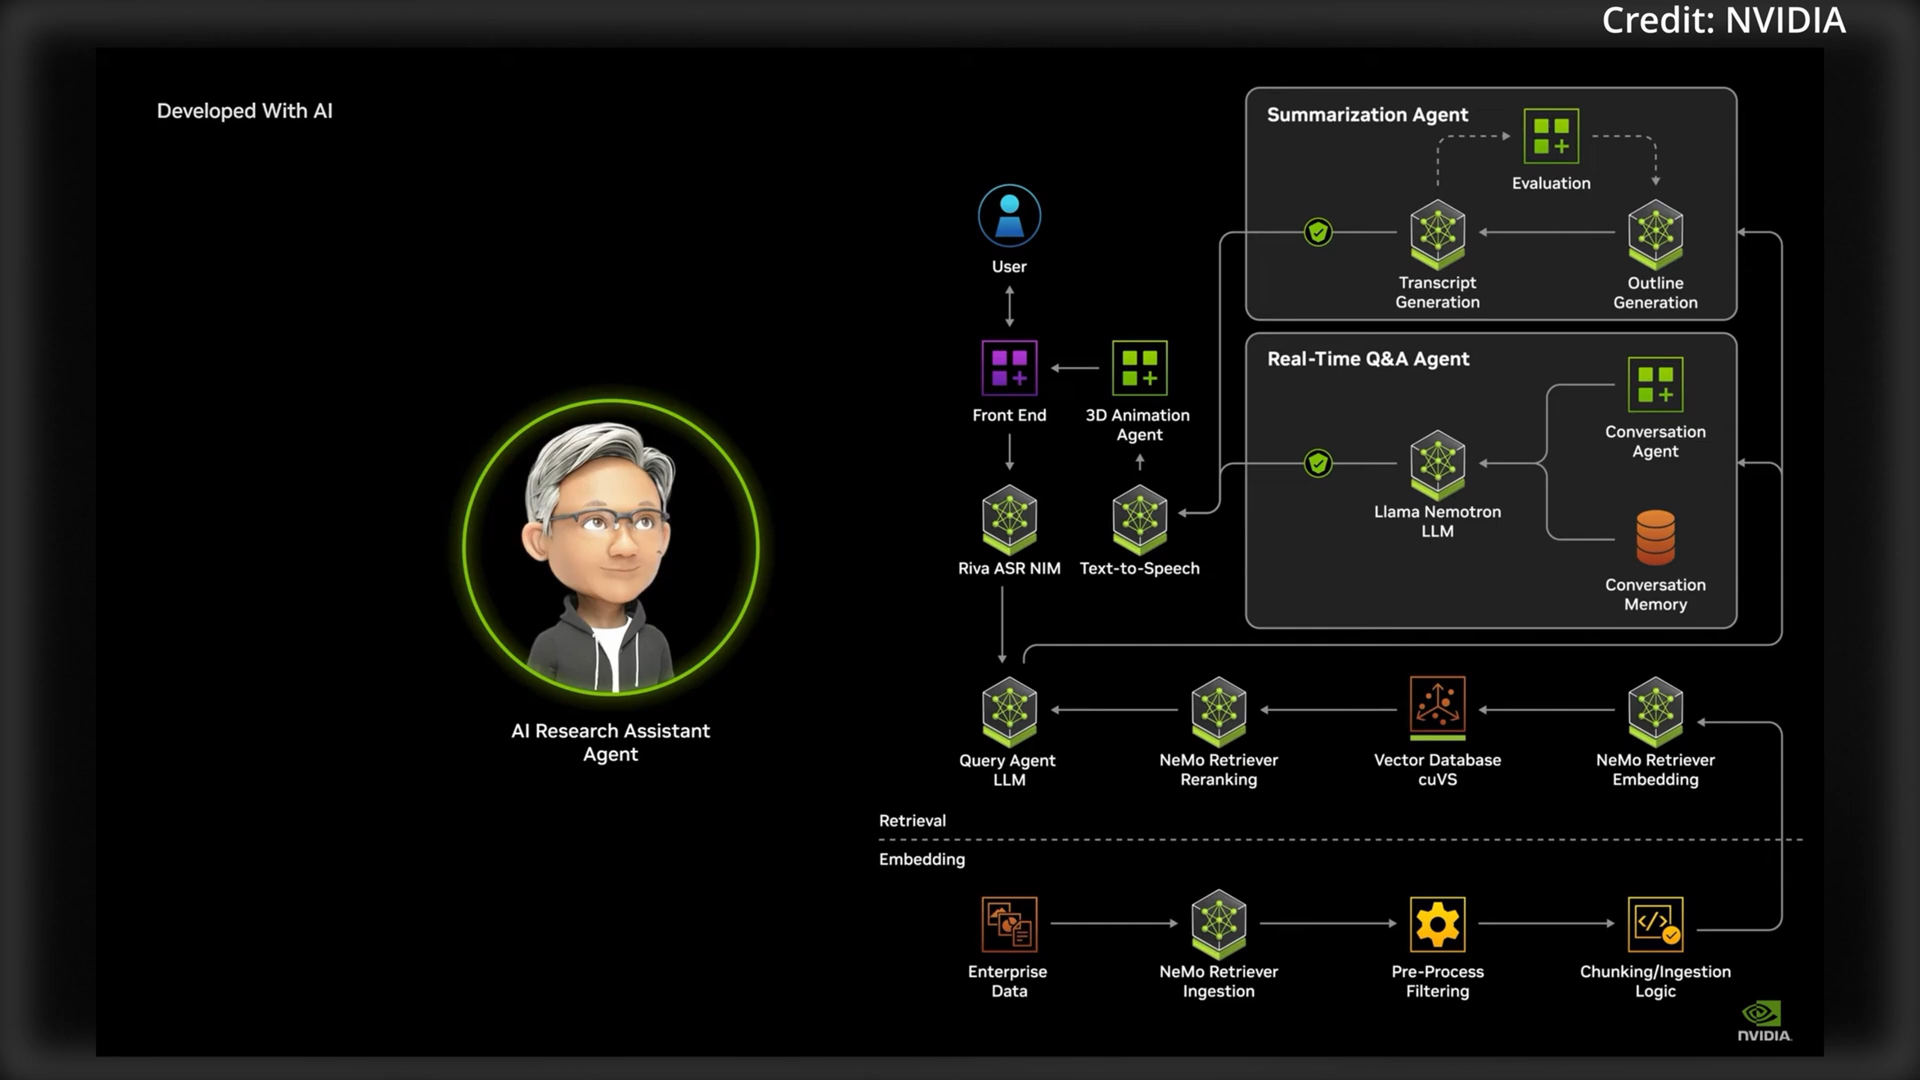 Credit: NVIDIA
Developed With AI
Summarization Agent
Evaluation
Transcript
Generation
Outline
Generation
User
Front End
3D Animation
Agent
Real-Time Q&A Agent
Conversation
Agent
Llama Nemotron
LLM
Conversation
Memory
Riva ASR NIM
Text-to-Speech
AI Research Assistant
Agent
Query Agent
LLM
NeMo Retriever
Reranking
Vector Database
cuVS
NeMo Retriever
Embedding
Retrieval
Embedding
Enterprise
Data
NeMo Retriever
Ingestion
Pre-Process
Filtering
Chunking/Ingestion
Logic
NVIDIA.